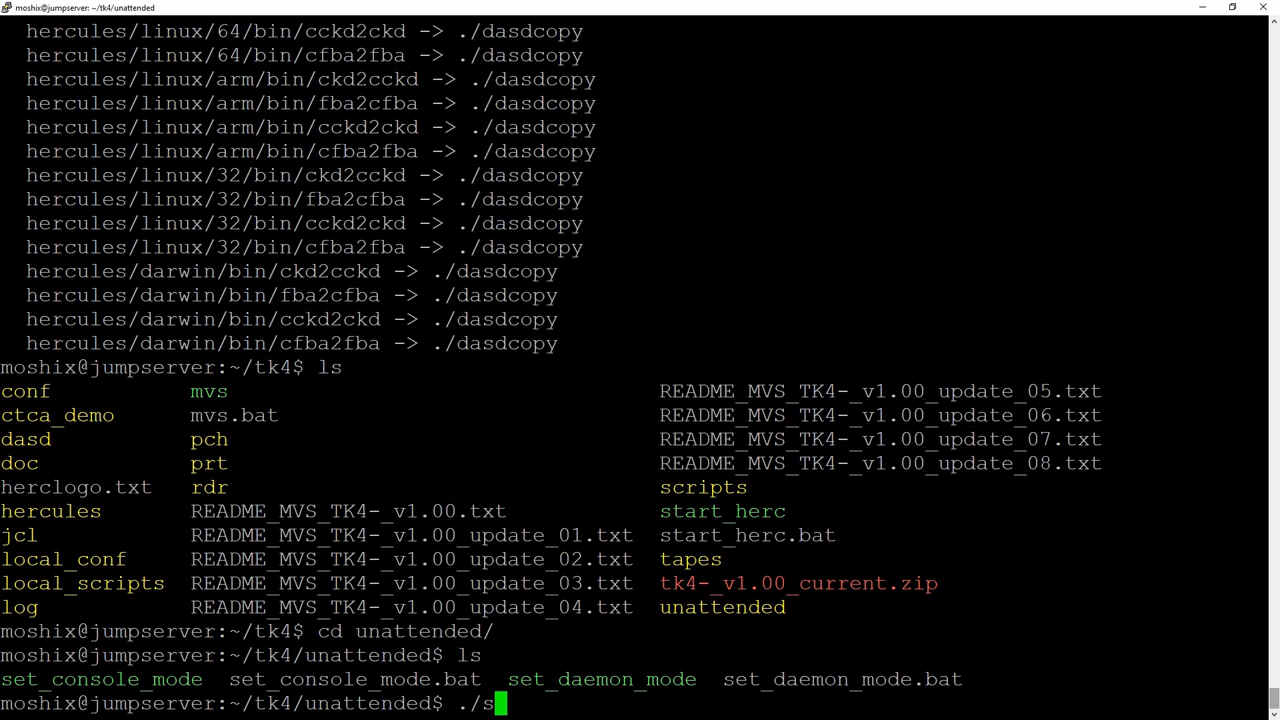 moshix@jumpserver: ~/tk4/unattended
hercules/linux/64/bin/cckd2ckd -> ./dasdcopy
hercules/linux/64/bin/cfba2fba -> ./dasdcopy
hercules/linux/arm/bin/ckd2cckd -> ./dasdcopy
hercules/linux/arm/bin/fba2cfba -> ./dasdcopy
hercules/linux/arm/bin/cckd2ckd -> ./dasdcopy
hercules/linux/arm/bin/cfba2fba -> ./dasdcopy
hercules/linux/32/bin/ckd2cckd -> ./dasdcopy
hercules/linux/32/bin/fba2cfba -> ./dasdcopy
hercules/linux/32/bin/cckd2ckd -> ./dasdcopy
hercules/linux/32/bin/cfba2fba -> ./dasdcopy
hercules/darwin/bin/ckd2cckd -> ./dasdcopy
hercules/darwin/bin/fba2cfba -> ./dasdcopy
hercules/darwin/bin/cckd2ckd -> ./dasdcopy
hercules/darwin/bin/cfba2fba -> ./dasdcopy
moshix@jumpserver:~/tk4$ ls
conf mvs README_MVS_TK4-_v1.00_update_05.txt
ctca_demo mvs.bat README_MVS_TK4-_v1.00_update_06.txt
dasd pch README_MVS_TK4-_v1.00_update_07.txt
doc prt README_MVS_TK4-_v1.00_update_08.txt
herclogo.txt rdr scripts
hercules README_MVS_TK4-_v1.00.txt start_herc
jcl README_MVS_TK4-_v1.00_update_01.txt start_herc.bat
local_conf README_MVS_TK4-_v1.00_update_02.txt tapes
local_scripts README_MVS_TK4-_v1.00_update_03.txt tk4-_v1.00_current.zip
log README_MVS_TK4-_v1.00_update_04.txt unattended
moshix@jumpserver:~/tk4$ cd unattended/
moshix@jumpserver:~/tk4/unattended$ ls
set_console_mode set_console_mode.bat set_daemon_mode set_daemon_mode.bat
moshix@jumpserver:~/tk4/unattended$ ./s